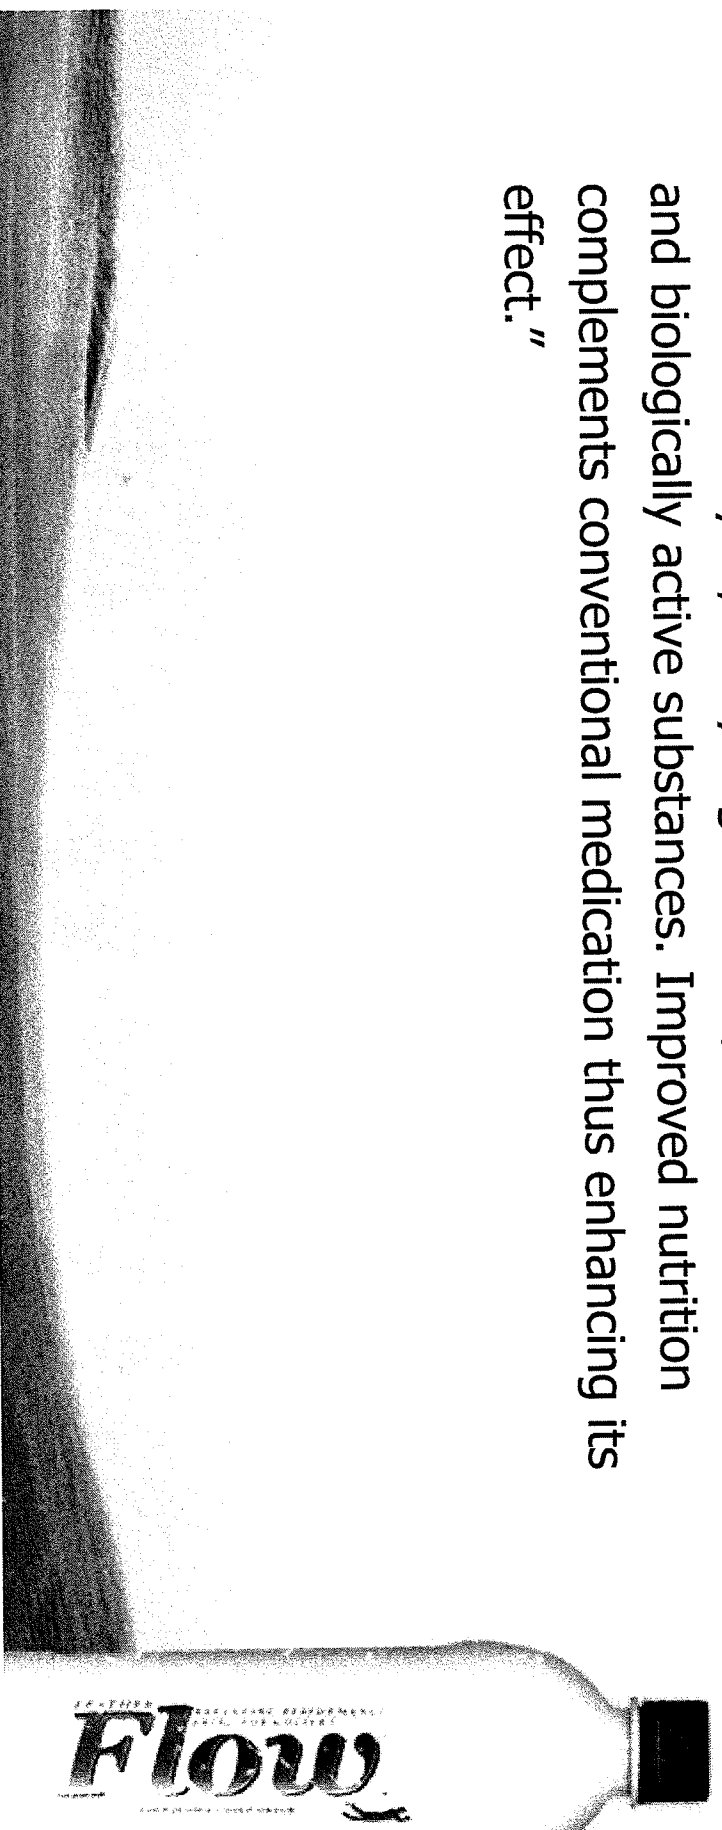 and biologically active substances. Improved nutrition
complements conventional medication thus enhancing its
effect.”
Flow